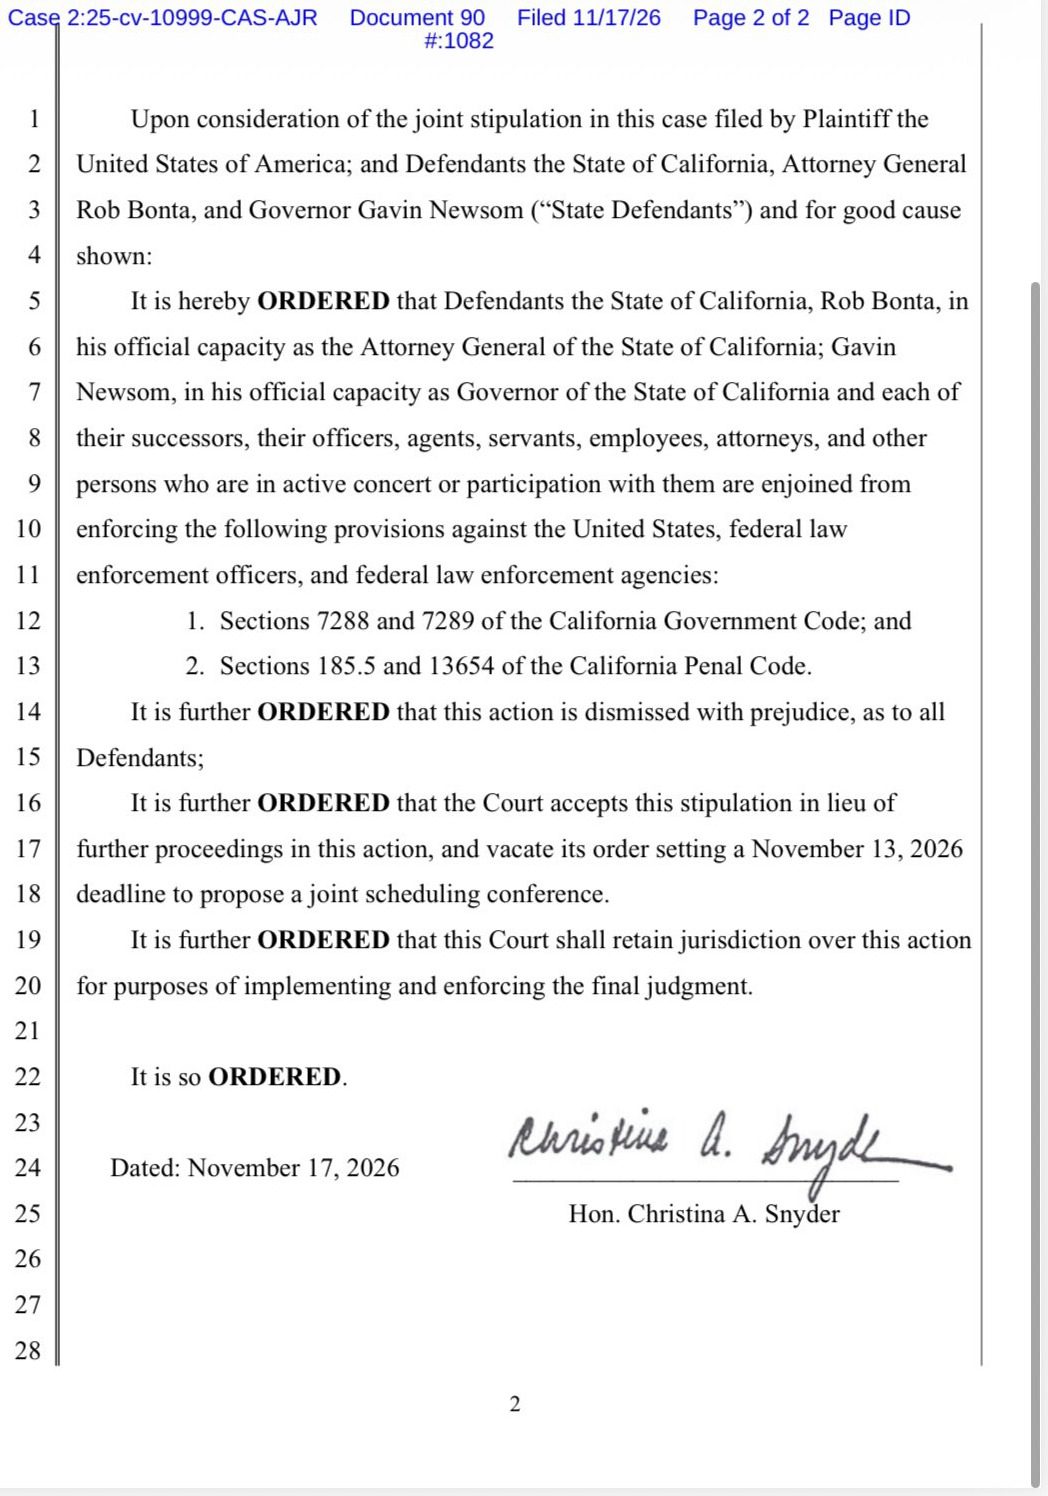 Case 2:25-cv-10999-CAS-AJR Document 90 Filed 11/17/26 Page 2 of 2 Page ID
#:1082
1 Upon consideration of the joint stipulation in this case filed by Plaintiff the
2 United States of America; and Defendants the State of California, Attorney General
3 Rob Bonta, and Governor Gavin Newsom (“State Defendants”) and for good cause
4 shown:
5 It is hereby ORDERED that Defendants the State of California, Rob Bonta, in
6 his official capacity as the Attorney General of the State of California; Gavin
7 Newsom, in his official capacity as Governor of the State of California and each of
8 their successors, their officers, agents, servants, employees, attorneys, and other
9 persons who are in active concert or participation with them are enjoined from
10 enforcing the following provisions against the United States, federal law
11 enforcement officers, and federal law enforcement agencies:
12 1. Sections 7288 and 7289 of the California Government Code; and
13 2. Sections 185.5 and 13654 of the California Penal Code.
14 It is further ORDERED that this action is dismissed with prejudice, as to all
15 Defendants;
16 It is further ORDERED that the Court accepts this stipulation in lieu of
17 further proceedings in this action, and vacate its order setting a November 13, 2026
18 deadline to propose a joint scheduling conference.
19 It is further ORDERED that this Court shall retain jurisdiction over this action
20 for purposes of implementing and enforcing the final judgment.
21
22 It is so ORDERED.
23 Christina A. Snyder
24 Dated: November 17, 2026
25 Hon. Christina A. Snyder
26
27
28
2